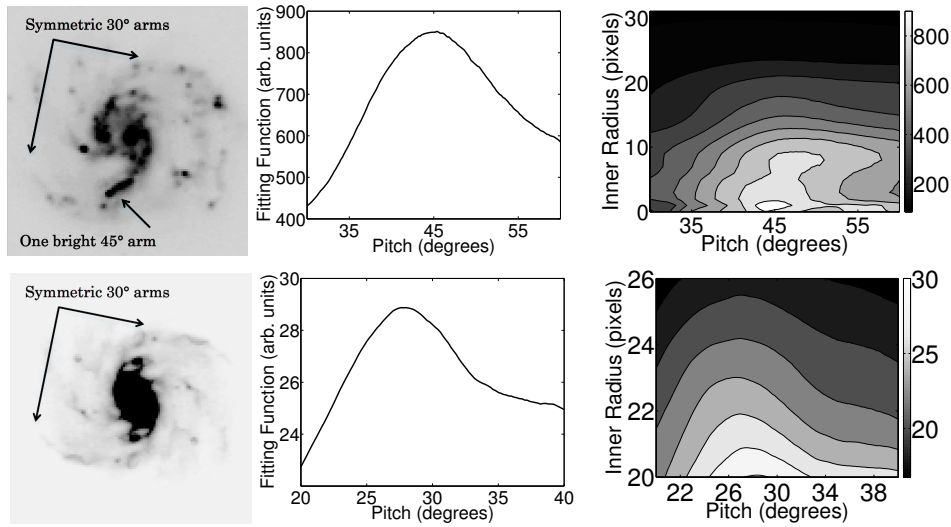 Symmetric 30° arms
One bright 45° arm
900
800
700
600
500
400
Fitting Function (arb. units)
35 45 55
Pitch (degrees)
30
20
10
0
Inner Radius (pixels)
35 45 55
Pitch (degrees)
800
600
400
200
Symmetric 30° arms
30
28
26
24
Fitting Function (arb. units)
20 25 30 35 40
Pitch (degrees)
26
24
22
20
Inner Radius (pixels)
22 26 30 34 38
Pitch (degrees)
30
20